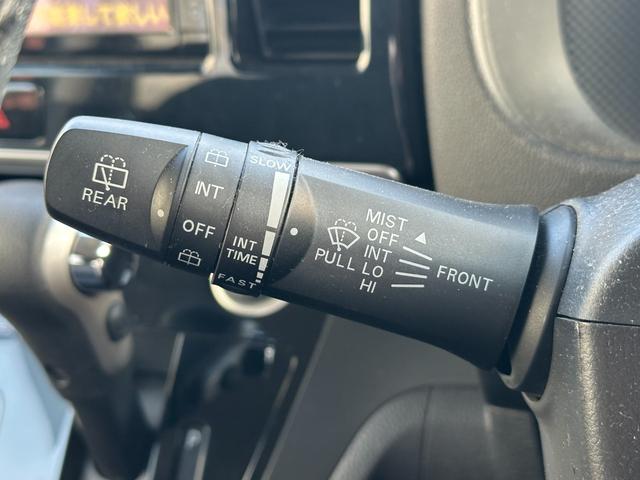 REAR
INT
OFF
SLOW
INT
TIME
FAST
PULL
MIST
OFF
INT
LO
HI
FRONT